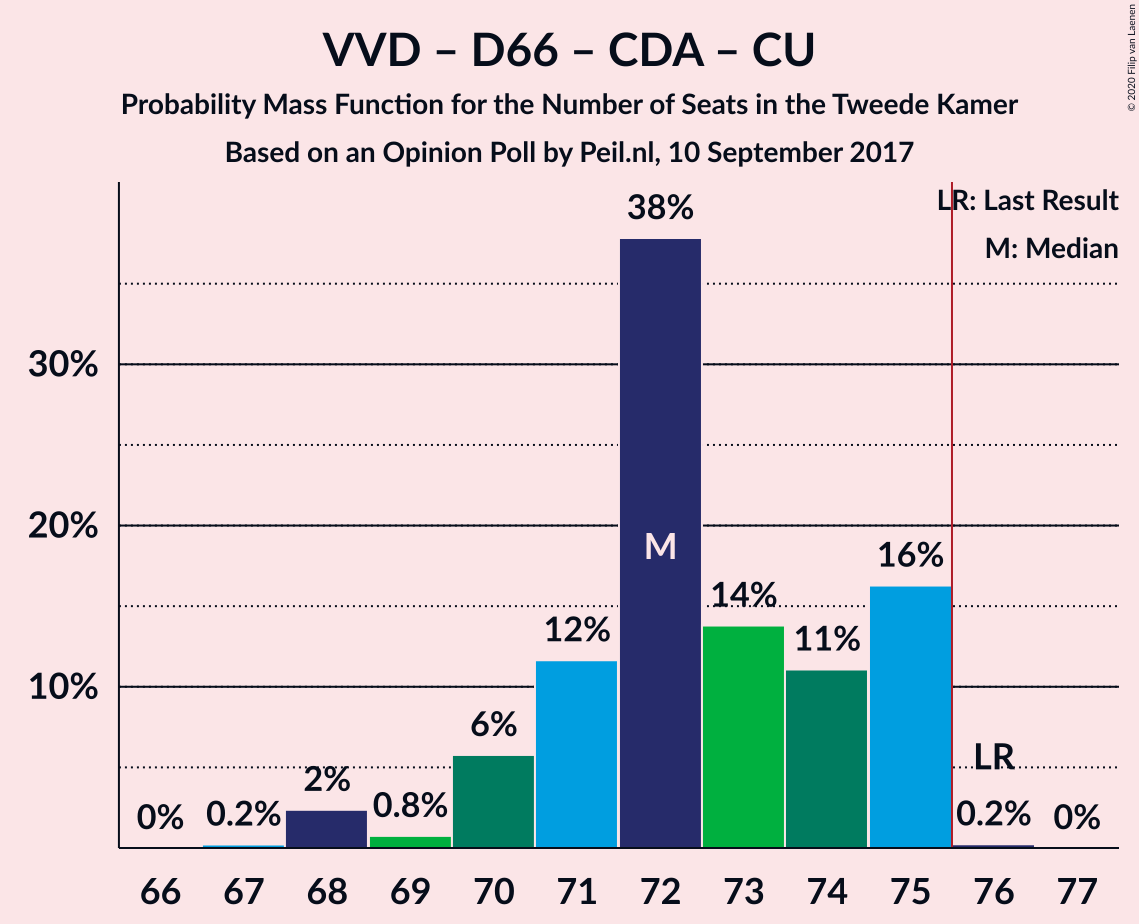 VVD – D66 – CDA – CU
Probability Mass Function for the Number of Seats in the Tweede Kamer
Based on an Opinion Poll by Peil.nl, 10 September 2017
© 2020 Filip van Laenen
LR: Last Result
M: Median
30%
20%
10%
0%
0.2%
2%
0.8%
6%
12%
38%
M
14%
11%
16%
LR
0.2%
0%
66 67 68 69 70 71 72 73 74 75 76 77